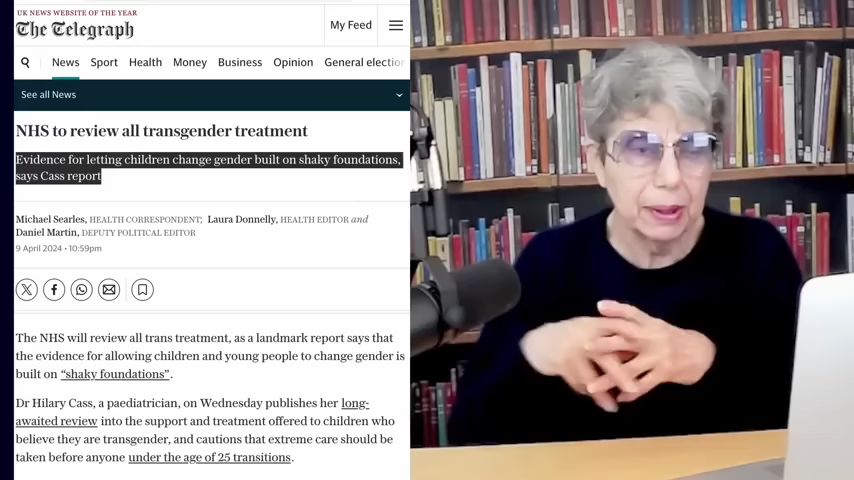 UK NEWS WEBSITE OF THE YEAR
The Telegraph
My Feed
News Sport Health Money Business Opinion General election
See all News
NHS to review all transgender treatment
Evidence for letting children change gender built on shaky foundations,
says Cass report
Michael Searles, HEALTH CORRESPONDENT; Laura Donnelly, HEALTH EDITOR and
Daniel Martin, DEPUTY POLITICAL EDITOR
9 April 2024 • 10:59pm
The NHS will review all trans treatment, as a landmark report says that
the evidence for allowing children and young people to change gender is
built on “shaky foundations”.
Dr Hilary Cass, a paediatrician, on Wednesday publishes her long-
awaited review into the support and treatment offered to children who
believe they are transgender, and cautions that extreme care should be
taken before anyone under the age of 25 transitions.